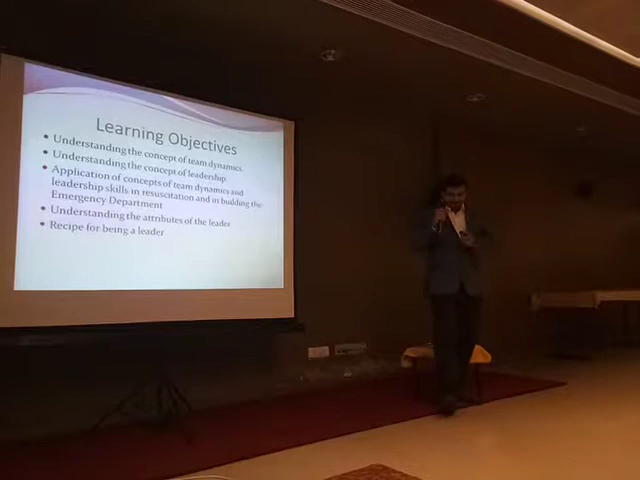 Learning Objectives
• Understanding the concept of team dynamics.
• Understanding the concept of leadership.
• Application of concepts of team dynamics and
leadership skills in resuscitation and in building the
Emergency Department
• Understanding the attributes of the leader
• Recipe for being a leader